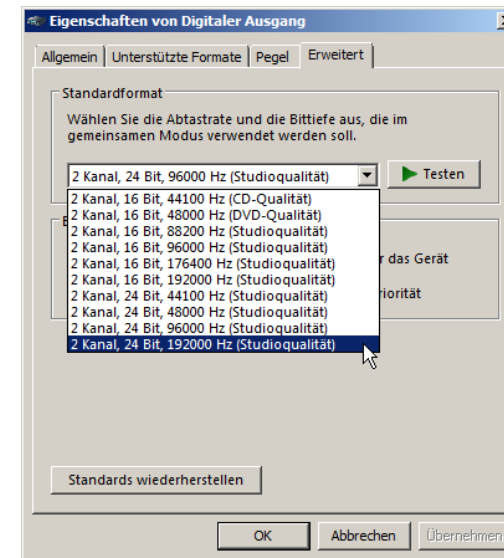 Eigenschaften von Digitaler Ausgang
Allgemein Unterstützte Formate Pegel Erweitert
Standardformat
Wählen Sie die Abtastrate und die Bittiefe aus, die im
gemeinsamen Modus verwendet werden soll.
2 Kanal, 24 Bit, 96000 Hz (Studioqualität) Testen
2 Kanal, 16 Bit, 44100 Hz (CD-Qualität)
2 Kanal, 16 Bit, 48000 Hz (DVD-Qualität)
2 Kanal, 16 Bit, 88200 Hz (Studioqualität)
2 Kanal, 16 Bit, 96000 Hz (Studioqualität)
2 Kanal, 16 Bit, 176400 Hz (Studioqualität)
2 Kanal, 16 Bit, 192000 Hz (Studioqualität)
2 Kanal, 24 Bit, 44100 Hz (Studioqualität)
2 Kanal, 24 Bit, 48000 Hz (Studioqualität)
2 Kanal, 24 Bit, 96000 Hz (Studioqualität)
2 Kanal, 24 Bit, 192000 Hz (Studioqualität)
das Gerät
riorität
Standards wiederherstellen
OK Abbrechen Übernehmen